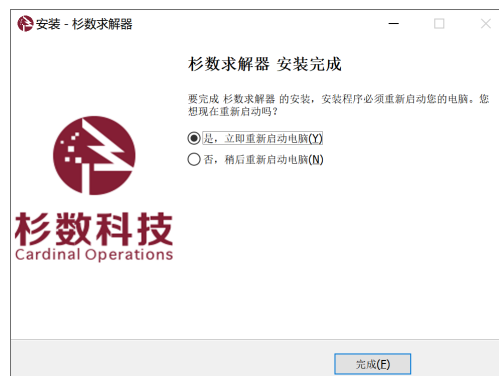 安装 - 杉数求解器
杉数求解器 安装完成
要完成 杉数求解器 的安装，安装程序必须重新启动您的电脑。您
想现在重新启动吗？
是，立即重新启动电脑(Y)
否，稍后重新启动电脑(N)
杉数科技
Cardinal Operations
完成(F)